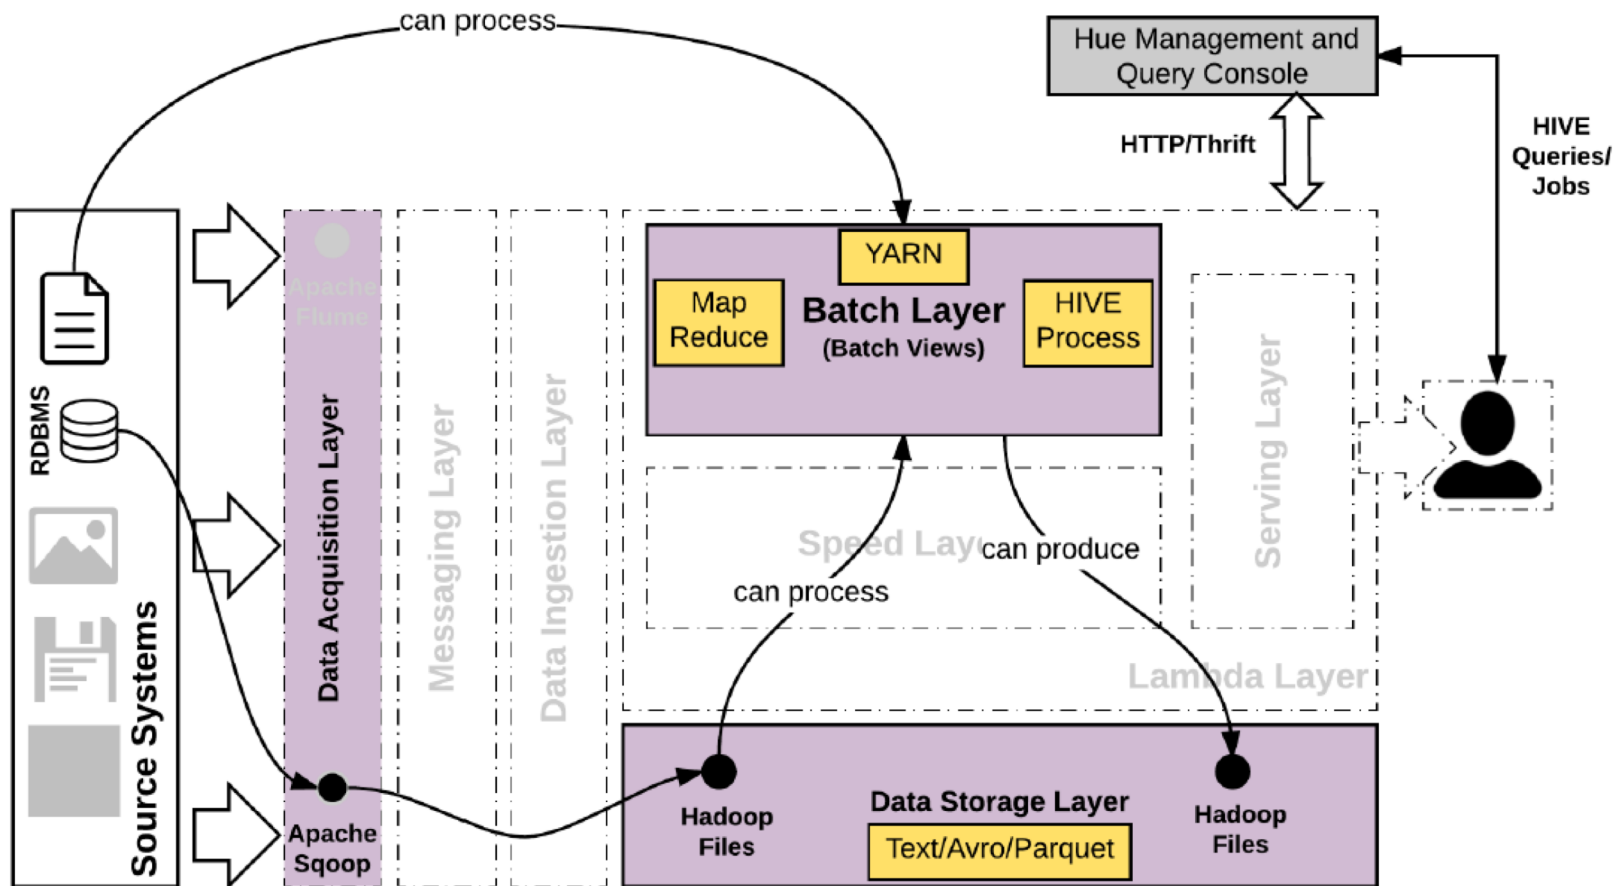 can process
Hue Management and
Query Console
HTTP/Thrift
HIVE
Queries/
Jobs
YARN
Map
Reduce
Batch Layer
(Batch Views)
HIVE
Process
Apache
Flume
RDBMS
Source Systems
Data Acquisition Layer
Messaging Layer
Data Ingestion Layer
Speed Laye
can produce
can process
Serving Layer
Lambda Layer
Apache
Sqoop
Hadoop
Files
Data Storage Layer
Text/Avro/Parquet
Hadoop
Files